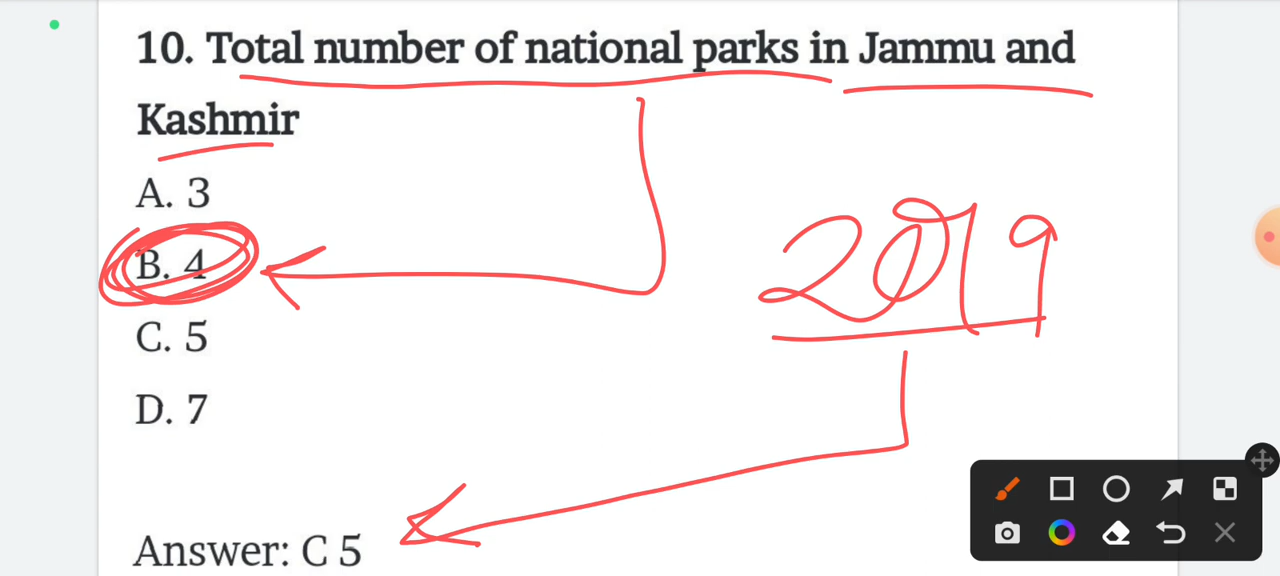 10. Total number of national parks in Jammu and
Kashmir
A. 3
B. 4
2019
C. 5
D. 7
Answer: C 5